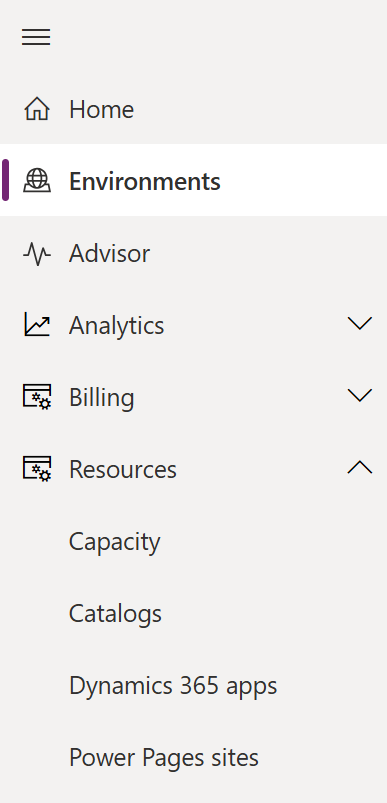 Home
Environments
Advisor
Analytics
Billing
Resources
Capacity
Catalogs
Dynamics 365 apps
Power Pages sites